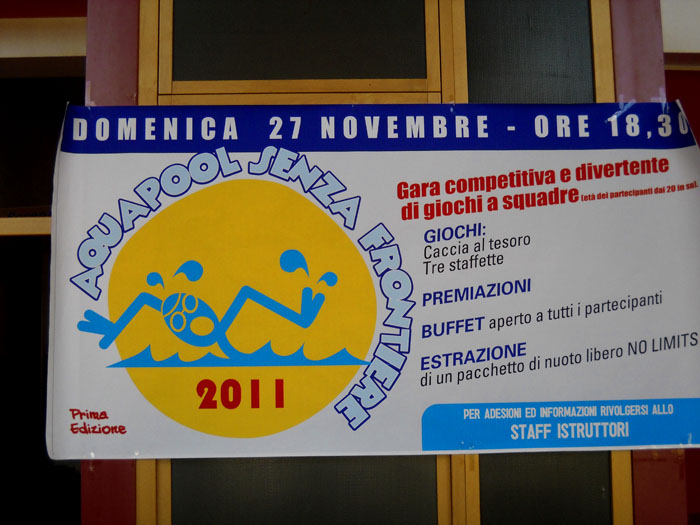 DOMENICA 27 NOVEMBRE - ORE 18,30
AQUAPOOL SENZA FRONTIERE
2011
Prima
Edizione
Gara competitiva e divertente
di giochi a squadre (età dei partecipanti dai 20 in su).
GIOCHI:
Caccia al tesoro
Tre staffette
PREMIAZIONI
BUFFET aperto a tutti i partecipanti
ESTRAZIONE
di un pacchetto di nuoto libero NO LIMITS
PER ADESIONI ED INFORMAZIONI RIVOLGERSI ALLO
STAFF ISTRUTTORI